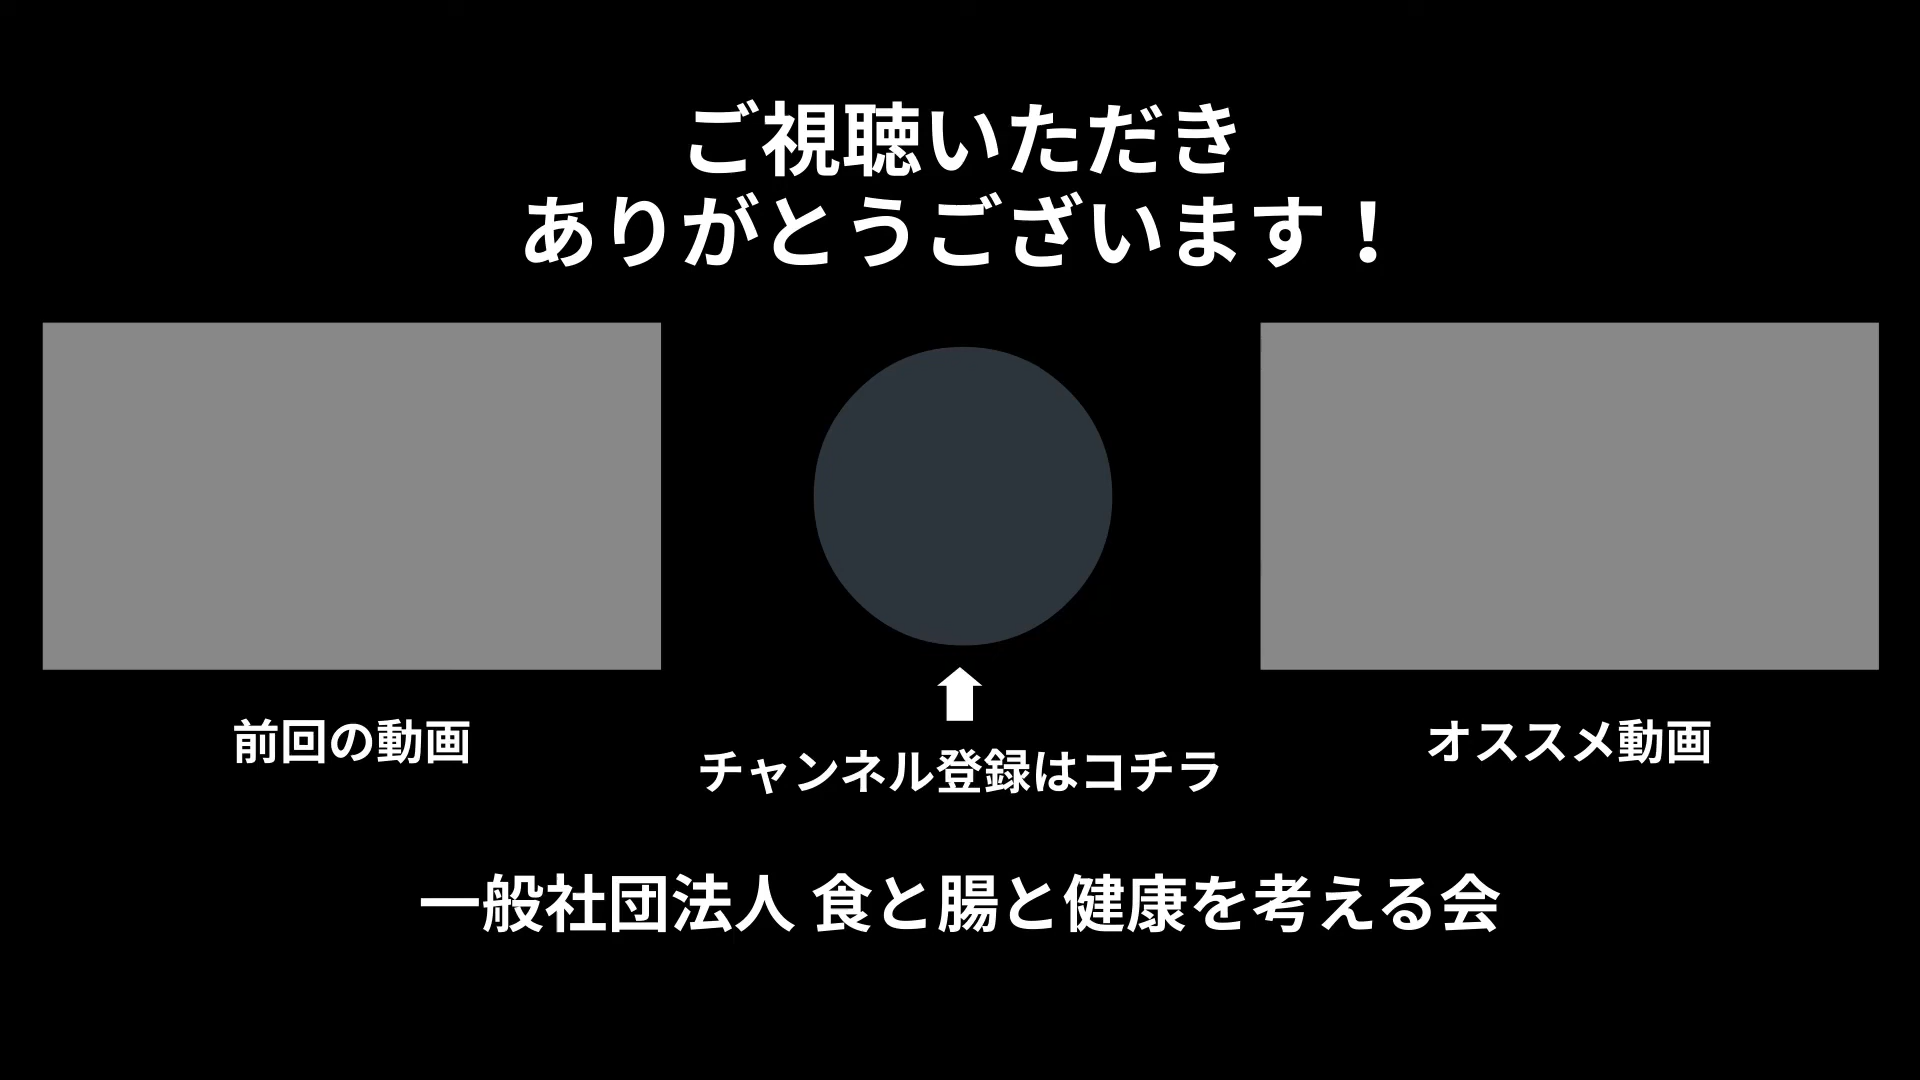 ご視聴いただき
ありがとうございます！
前回の動画
チャンネル登録はコチラ
オススメ動画
一般社団法人 食と腸と健康を考える会